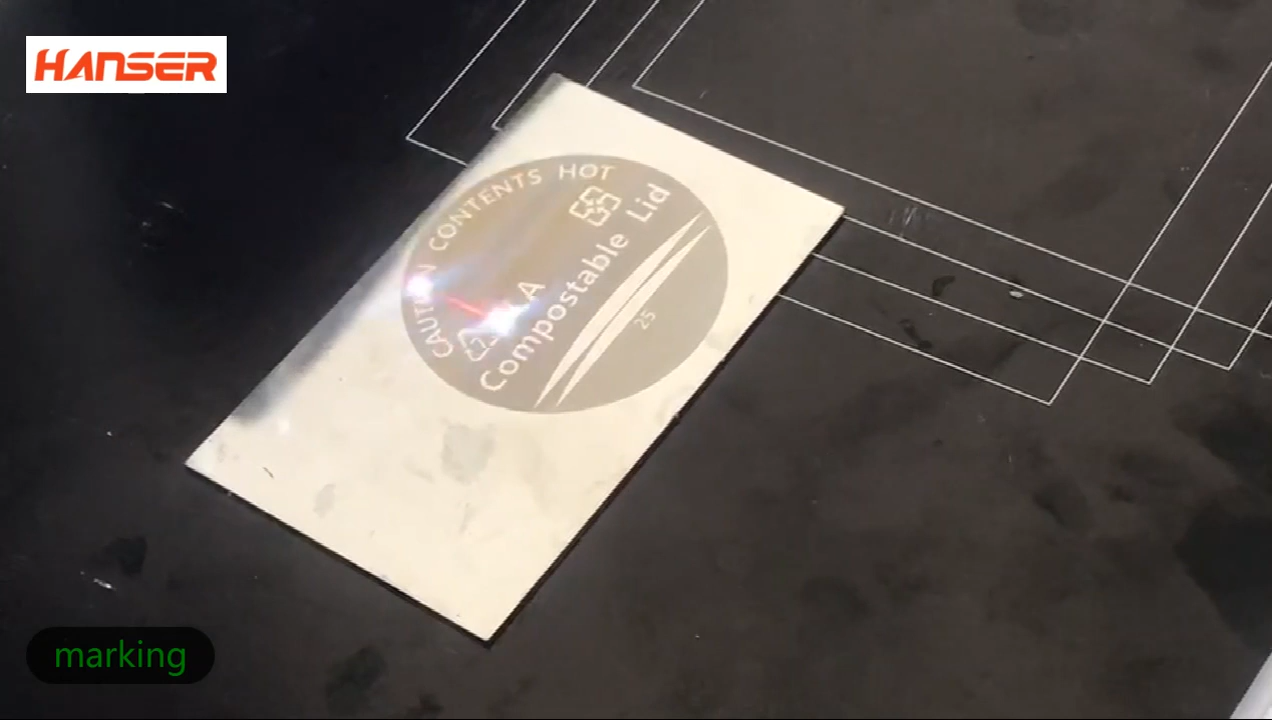 HANSER
CAUTION CONTENTS HOT
A
Compostable Lid
25
marking